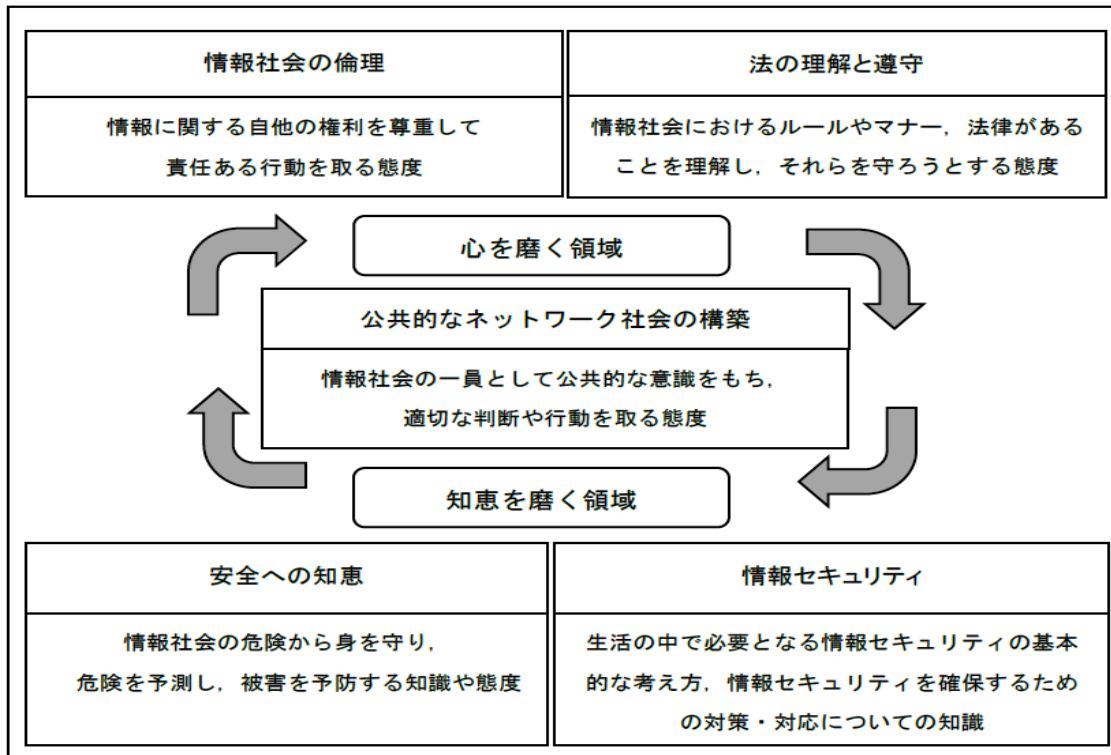 情報社会の倫理
法の理解と遵守
情報に関する自他の権利を尊重して
責任ある行動を取る態度
情報社会におけるルールやマナー，法律がある
ことを理解し，それらを守ろうとする態度
心を磨く領域
公共的なネットワーク社会の構築
情報社会の一員として公共的な意識をもち，
適切な判断や行動を取る態度
知恵を磨く領域
安全への知恵
情報セキュリティ
情報社会の危険から身を守り，
危険を予測し，被害を予防する知識や態度
生活の中で必要となる情報セキュリティの基本
的な考え方，情報セキュリティを確保するため
の対策・対応についての知識